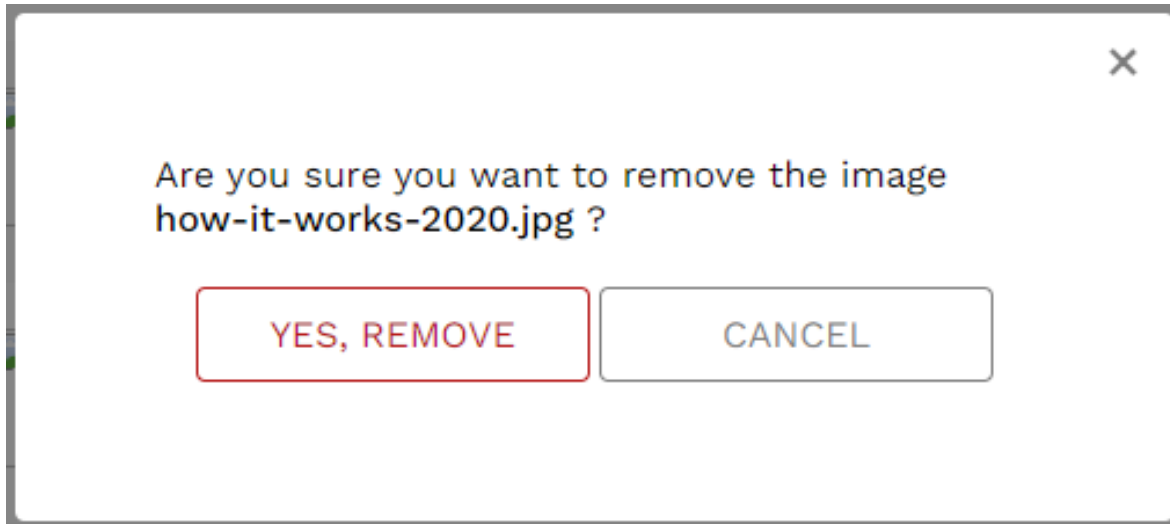 Are you sure you want to remove the image
how-it-works-2020.jpg ?
YES, REMOVE
CANCEL